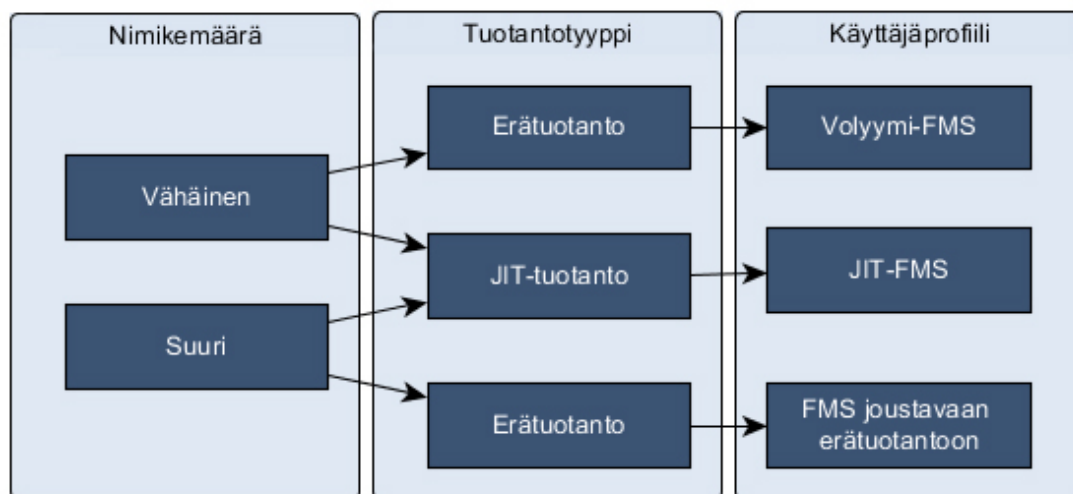 Nimikemäärä
Vähäinen
Suuri
Tuotantotyyppi
Erätuotanto
JIT-tuotanto
Erätuotanto
Käyttäjäprofiili
Volyymi-FMS
JIT-FMS
FMS joustavaan
erätuotantoon